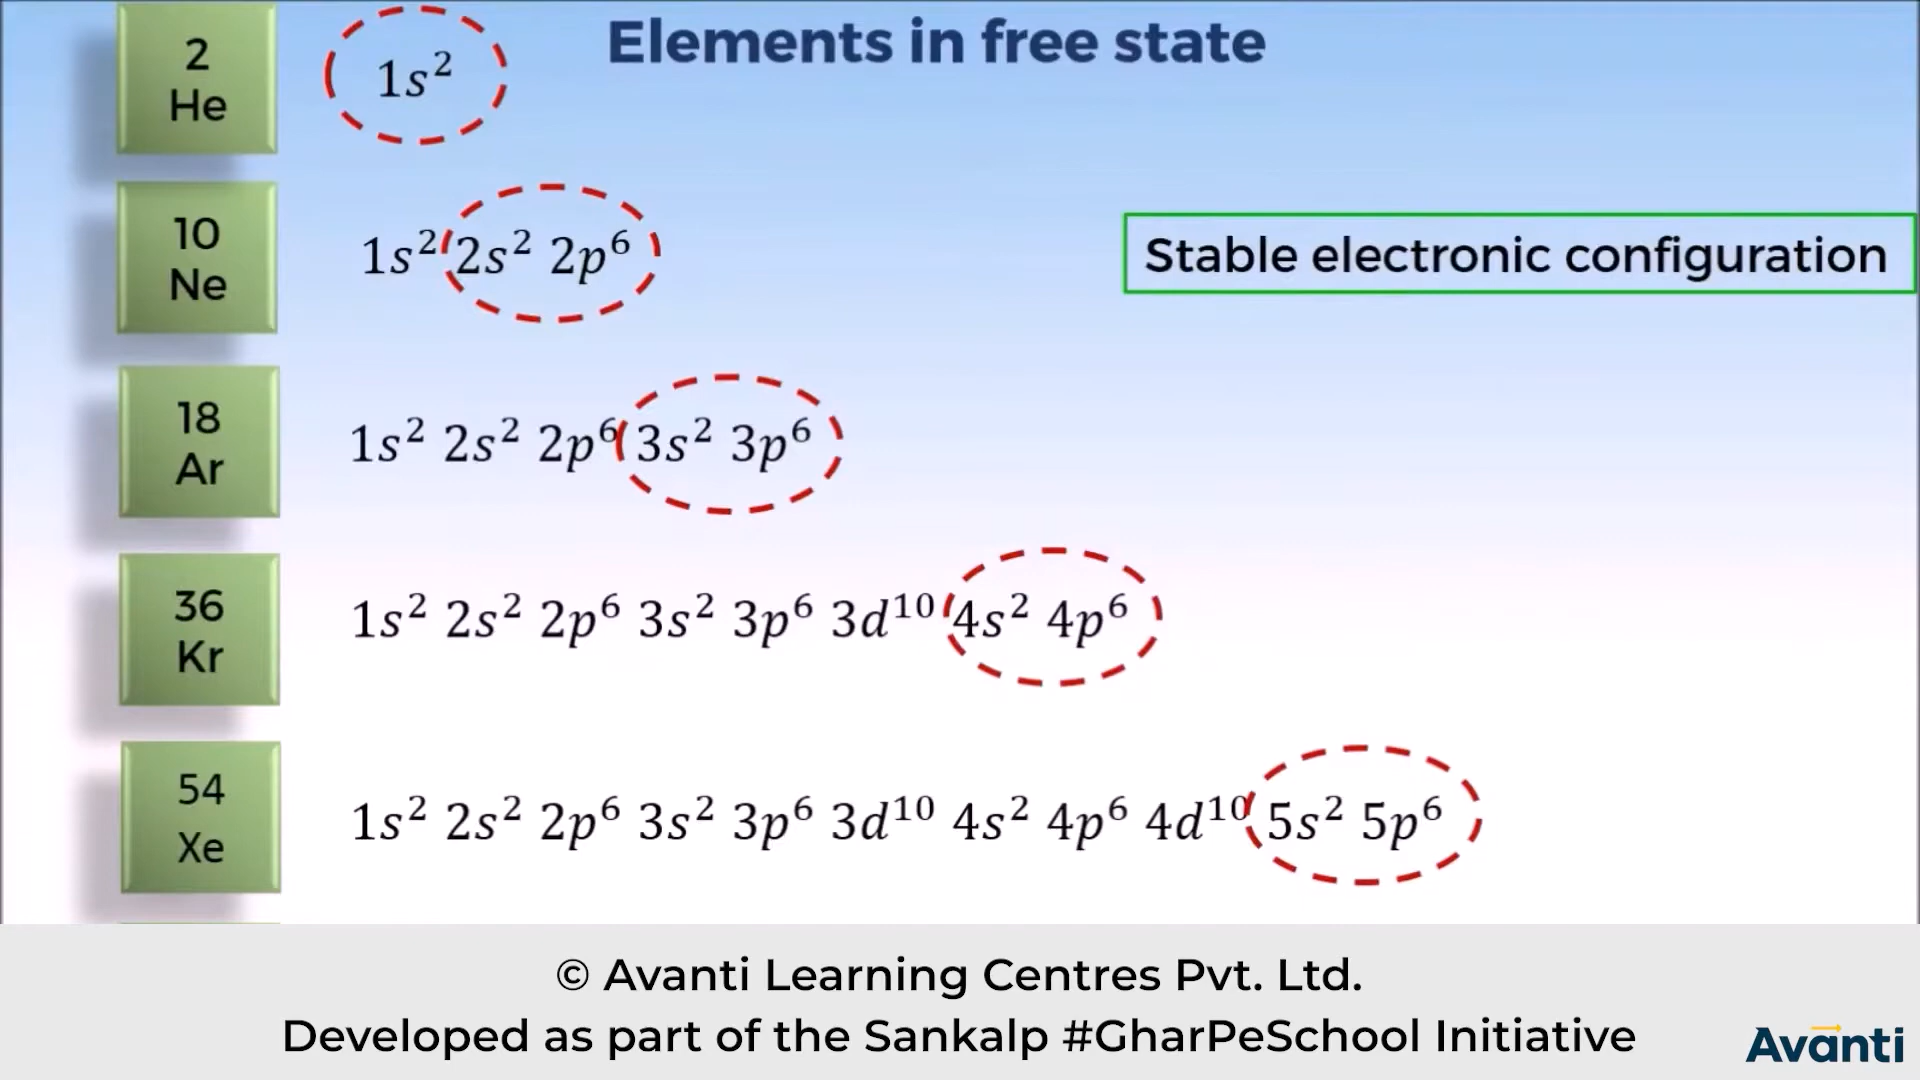 Elements in free state
2
He
1s² 
10
Ne
1s² 2s² 2p⁶
Stable electronic configuration
18
Ar
1s² 2s² 2p⁶ 3s² 3p⁶
36
Kr
1s² 2s² 2p⁶ 3s² 3p⁶ 3d¹⁰ 4s² 4p⁶
54
Xe
1s² 2s² 2p⁶ 3s² 3p⁶ 3d¹⁰ 4s² 4p⁶ 4d¹⁰ 5s² 5p⁶
© Avanti Learning Centres Pvt. Ltd.
Developed as part of the Sankalp #GharPeSchool Initiative
Avanti